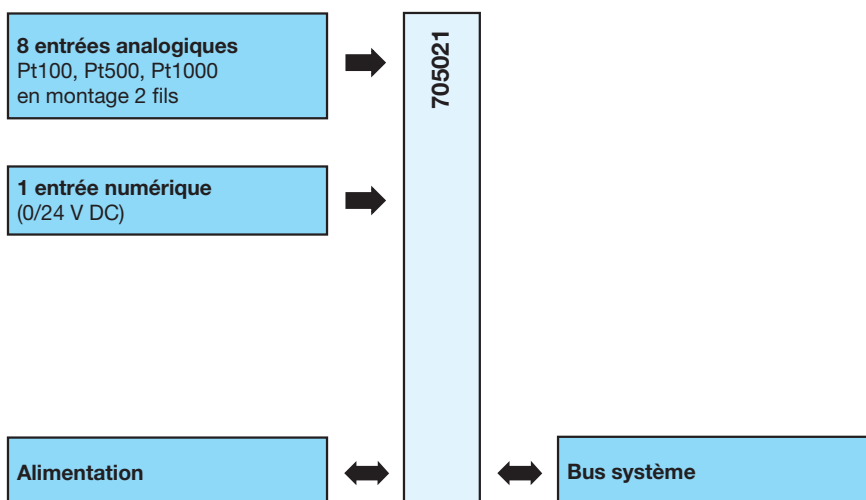 8 entrées analogiques
Pt100, Pt500, Pt1000
en montage 2 fils
705021
1 entrée numérique
(0/24 V DC)
Alimentation
Bus système